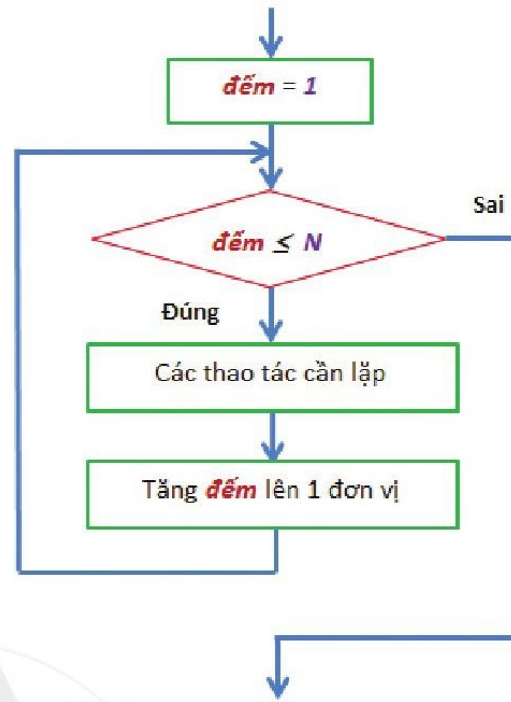 đếm = 1
Sai
đếm ≤ N
Đúng
Các thao tác cần lặp
Tăng đếm lên 1 đơn vị